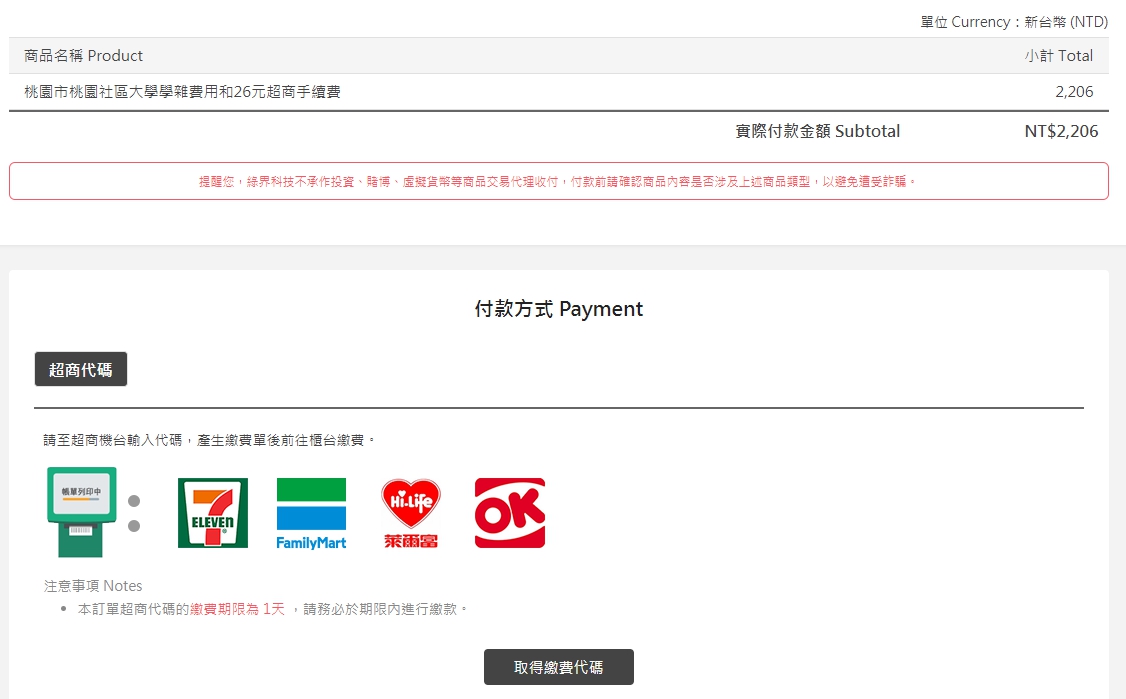 單位 Currency：新台幣 (NTD)
商品名稱 Product 小計 Total
桃園市桃園社區大學學雜費用和26元超商手續費 2,206
實際付款金額 Subtotal NT$2,206
提醒您，綠界科技不承作投資、賭博、虛擬貨幣等商品交易代理收付，付款前請確認商品內容是否涉及上述商品類型，以避免遭受詐騙。
付款方式 Payment
超商代碼
請至超商機台輸入代碼，產生繳費單後前往櫃台繳費。
帳單列印中
7 ELEVEN
FamilyMart
Hi-Life
萊爾富
OK
注意事項 Notes
本訂單超商代碼的繳費期限為 1天 ，請務必於期限內進行繳款。
取得繳費代碼